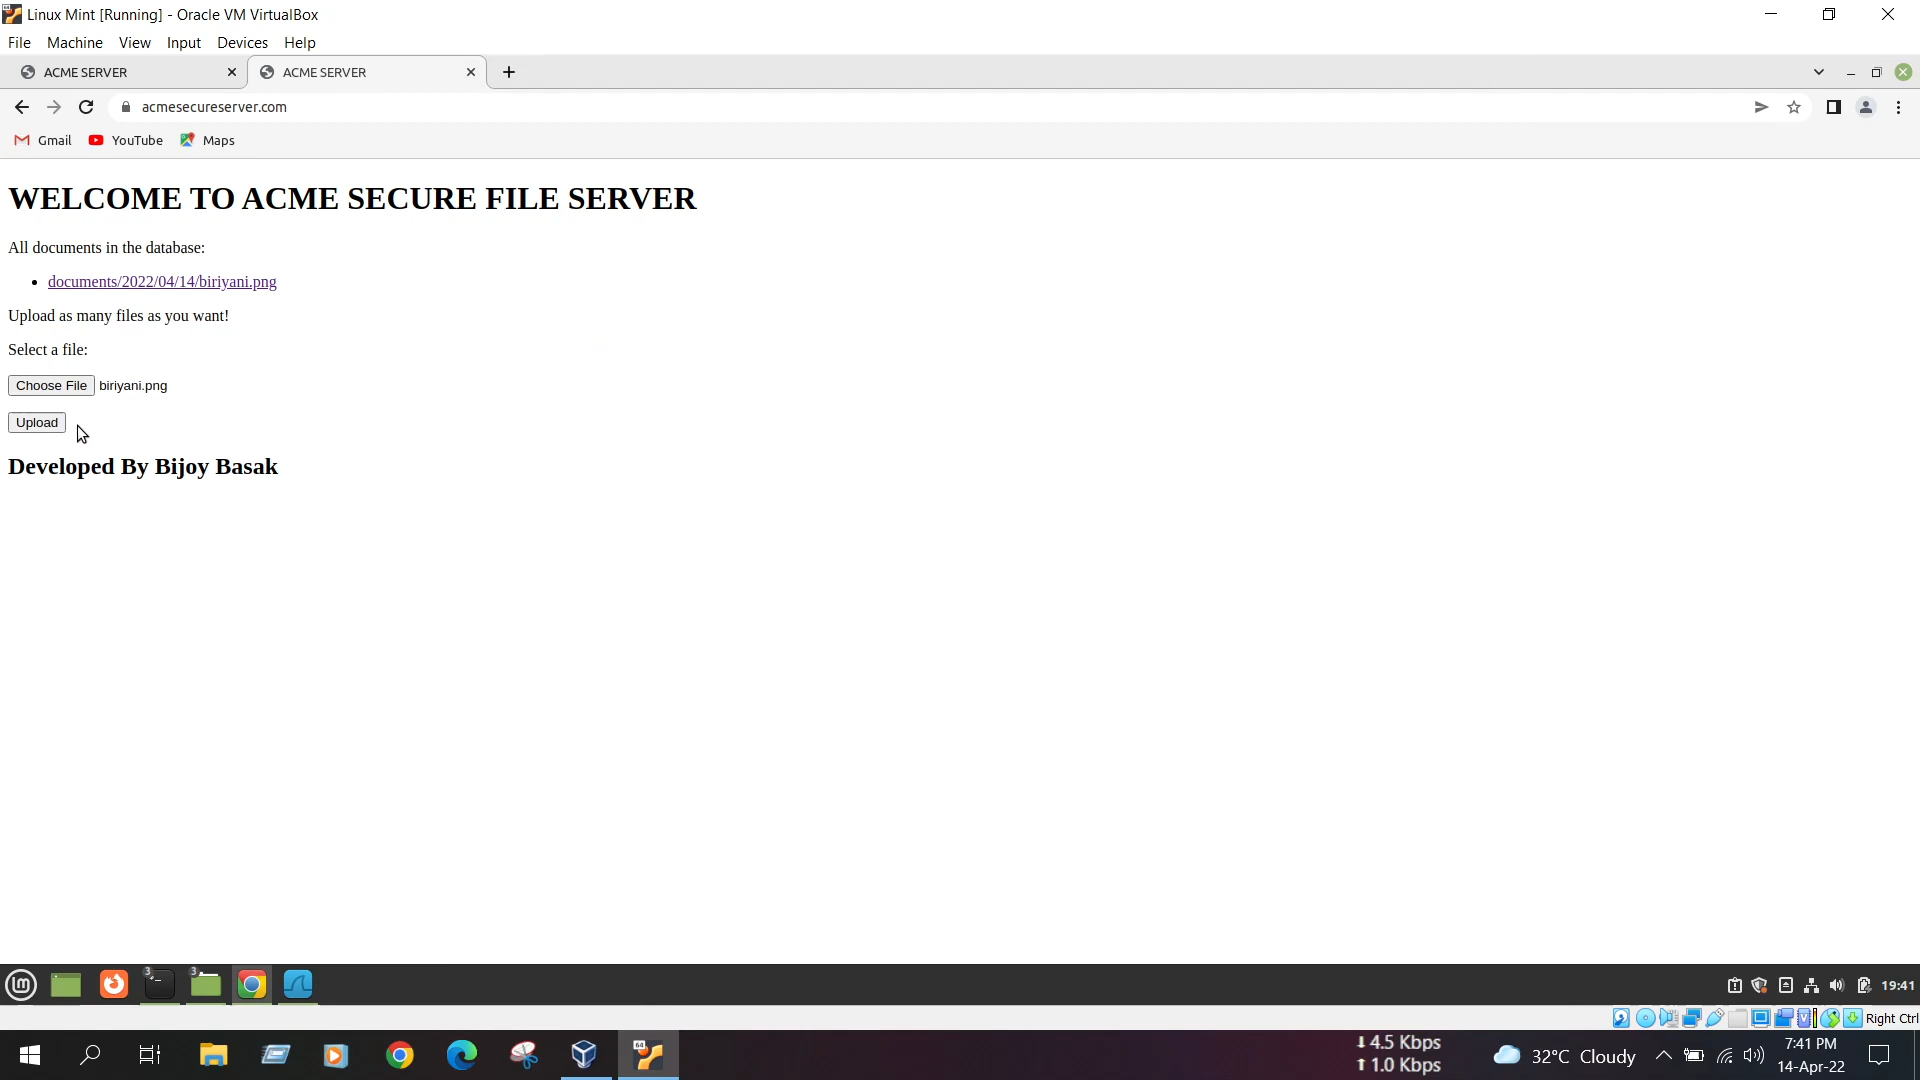 Linux Mint [Running] - Oracle VM VirtualBox
File Machine View Input Devices Help
ACME SERVER
ACME SERVER
acmesecureserver.com
Gmail YouTube Maps
WELCOME TO ACME SECURE FILE SERVER
All documents in the database:
documents/2022/04/14/biriyani.png
Upload as many files as you want!
Select a file:
Choose File biriyani.png
Upload
Developed By Bijoy Basak
3 3 19:41
Right Ctrl
64
4.5 Kbps
1.0 Kbps
32°C Cloudy
7:41 PM
14-Apr-22